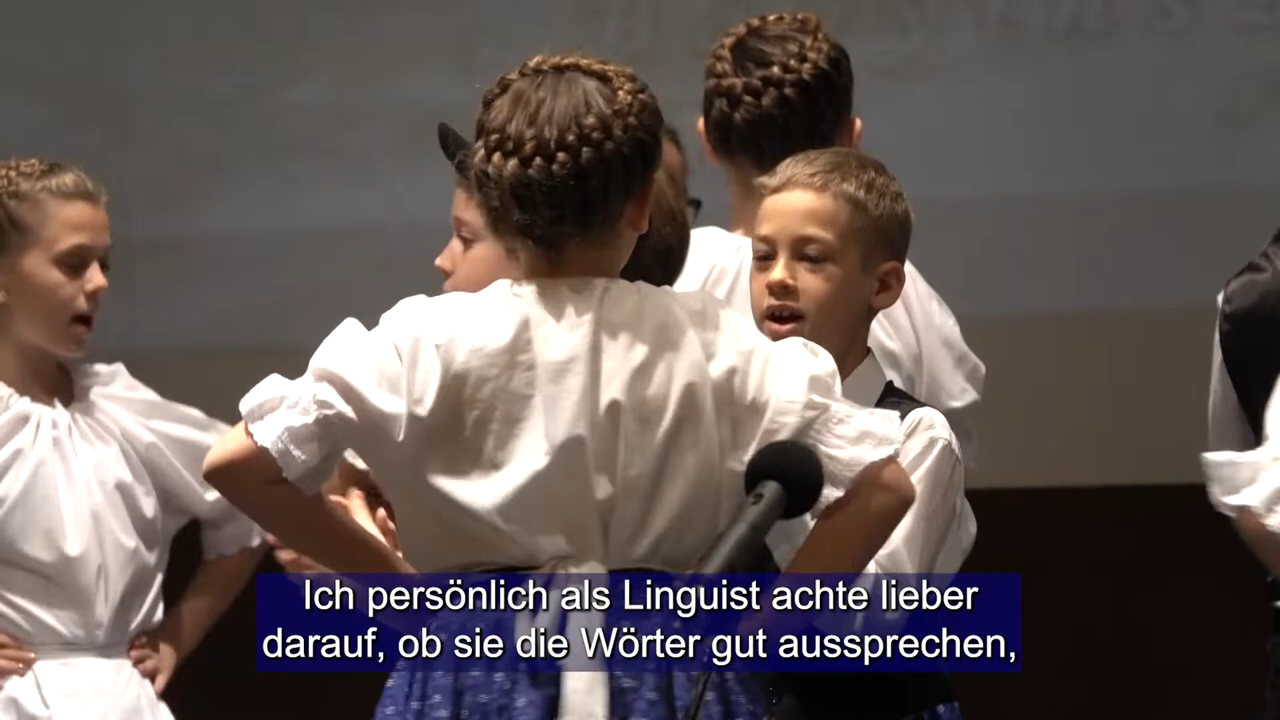 Ich persönlich als Linguist achte lieber
darauf, ob sie die Wörter gut aussprechen,